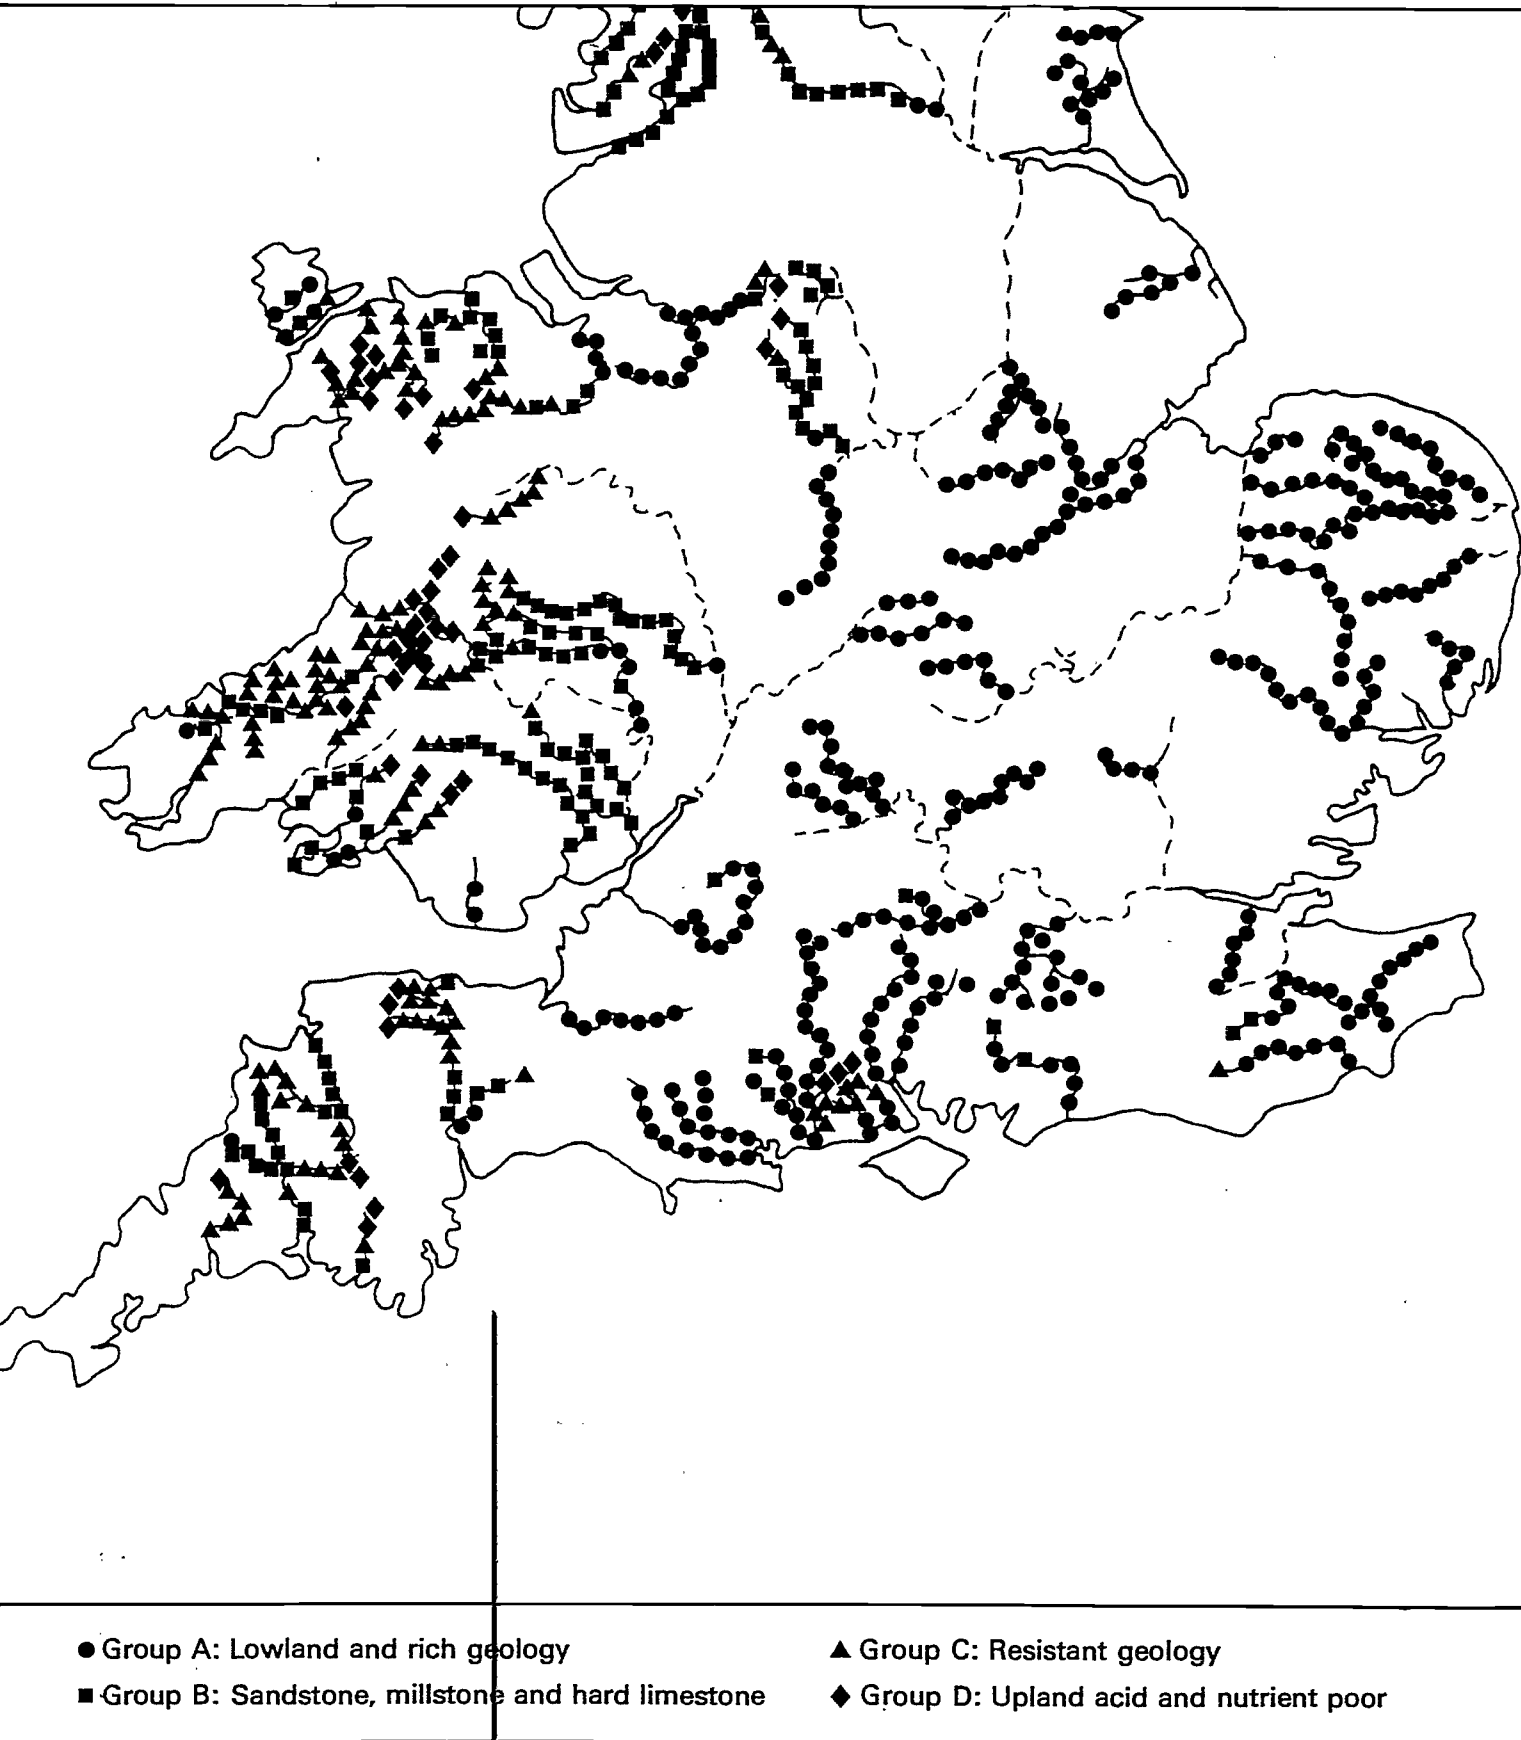 ● Group A: Lowland and rich geology
▲ Group C: Resistant geology
■ Group B: Sandstone, millstone and hard limestone
◆ Group D: Upland acid and nutrient poor